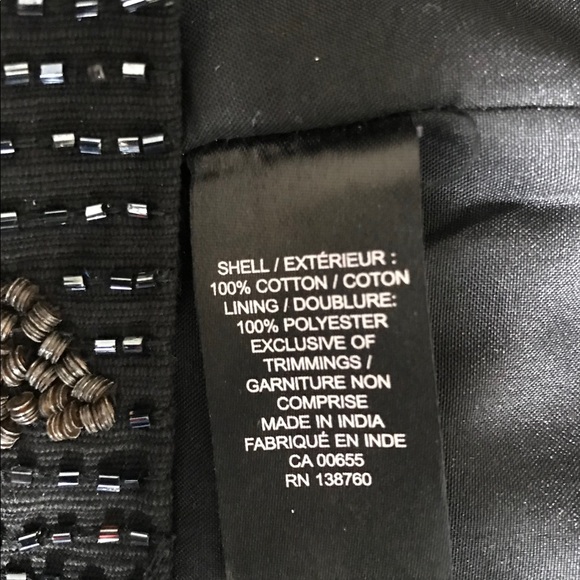 SHELL / EXTÉRIEUR :
100% COTTON / COTON
LINING / DOUBLURE:
100% POLYESTER
EXCLUSIVE OF
TRIMMINGS /
GARNITURE NON
COMPRISE
MADE IN INDIA
FABRIQUÉ EN INDE
CA 00655
RN 138760